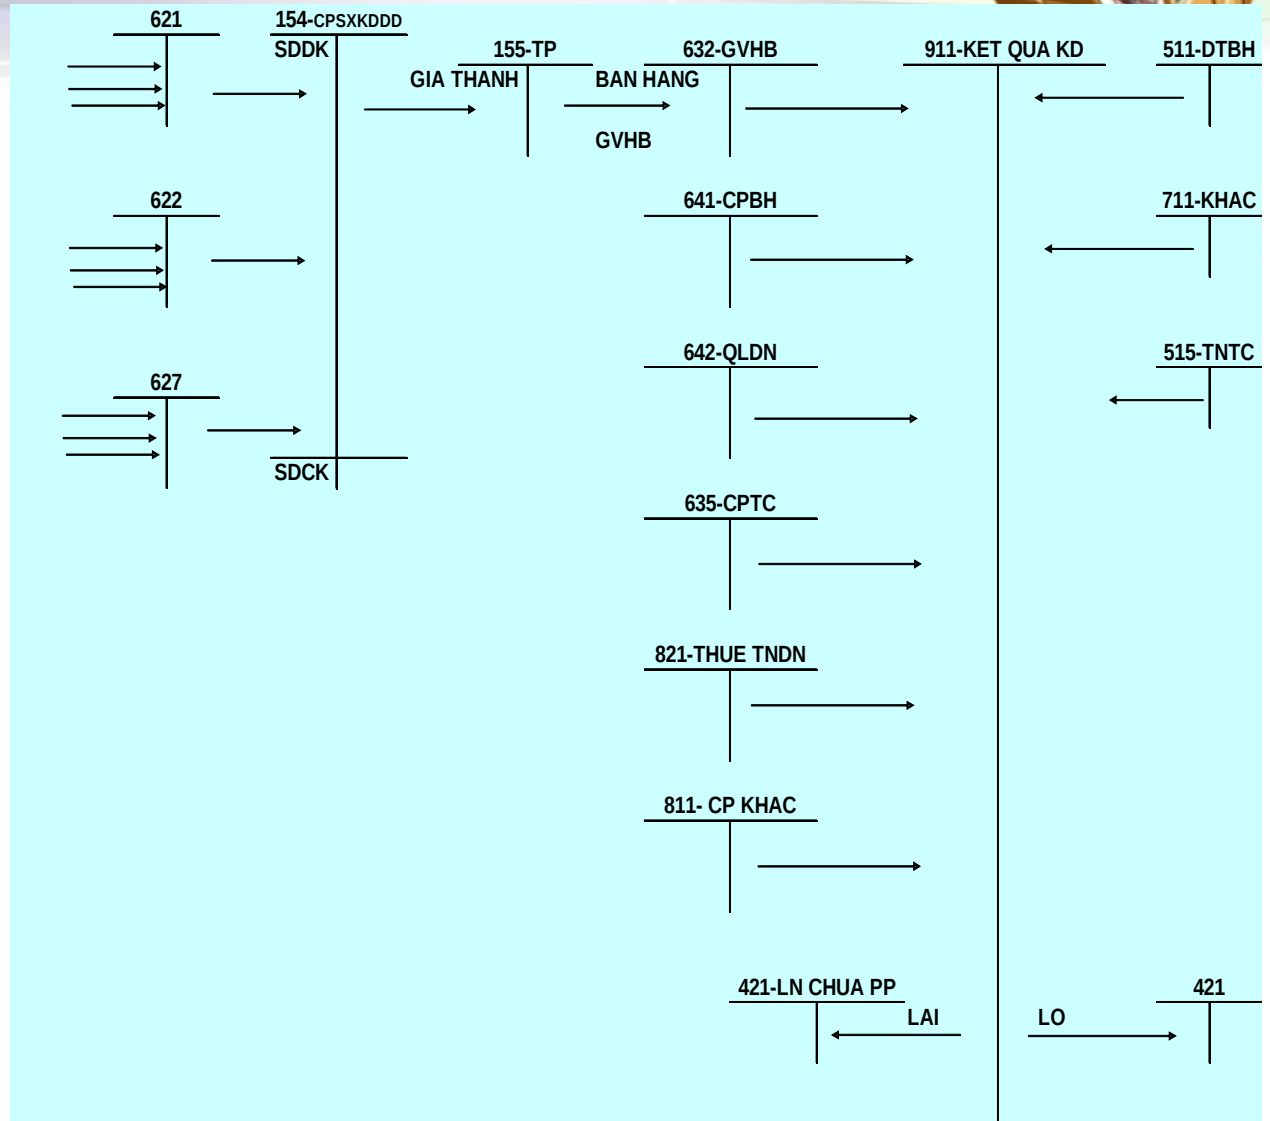 621
154-CPSXKDDD
SDDK
155-TP
632-GVHB
911-KET QUA KD
511-DTBH
GIA THANH
BAN HANG
GVHB
622
641-CPBH
711-KHAC
642-QLDN
515-TNTC
627
SDCK
635-CPTC
821-THUE TNDN
811- CP KHAC
421-LN CHUA PP
421
LAI
LO